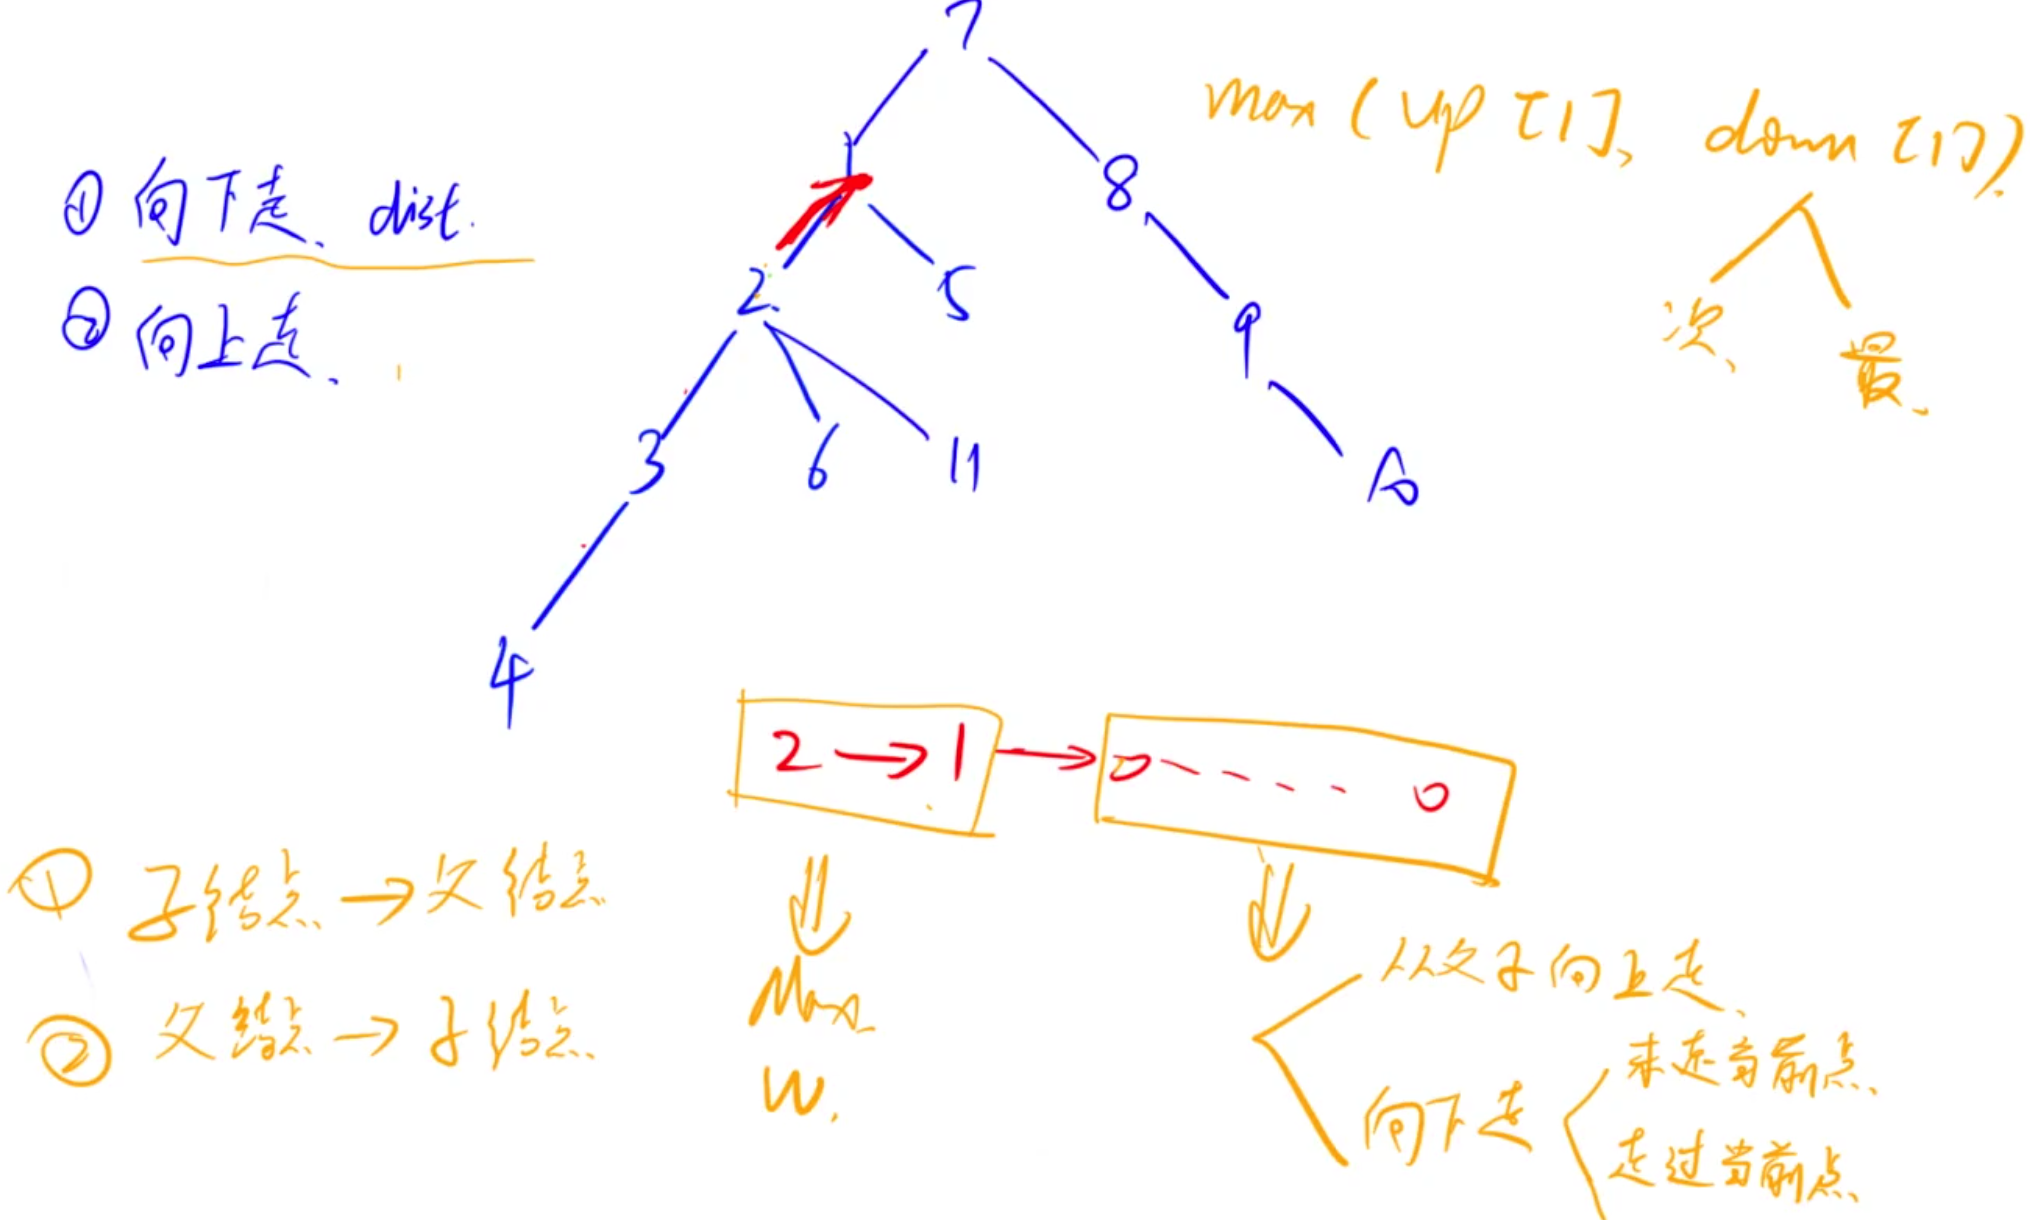 7
max (up [1], down [1])
1
8
① 向下走、dist.
② 向上走、
2
5
9
次、
最、
3
6
11
4
2 → 1 → o - - - - o
① 子结点 → 父结点
② 父结点 → 子结点
Max
W.
从父子向上走、
向下走
未走当前点、
走过当前点、